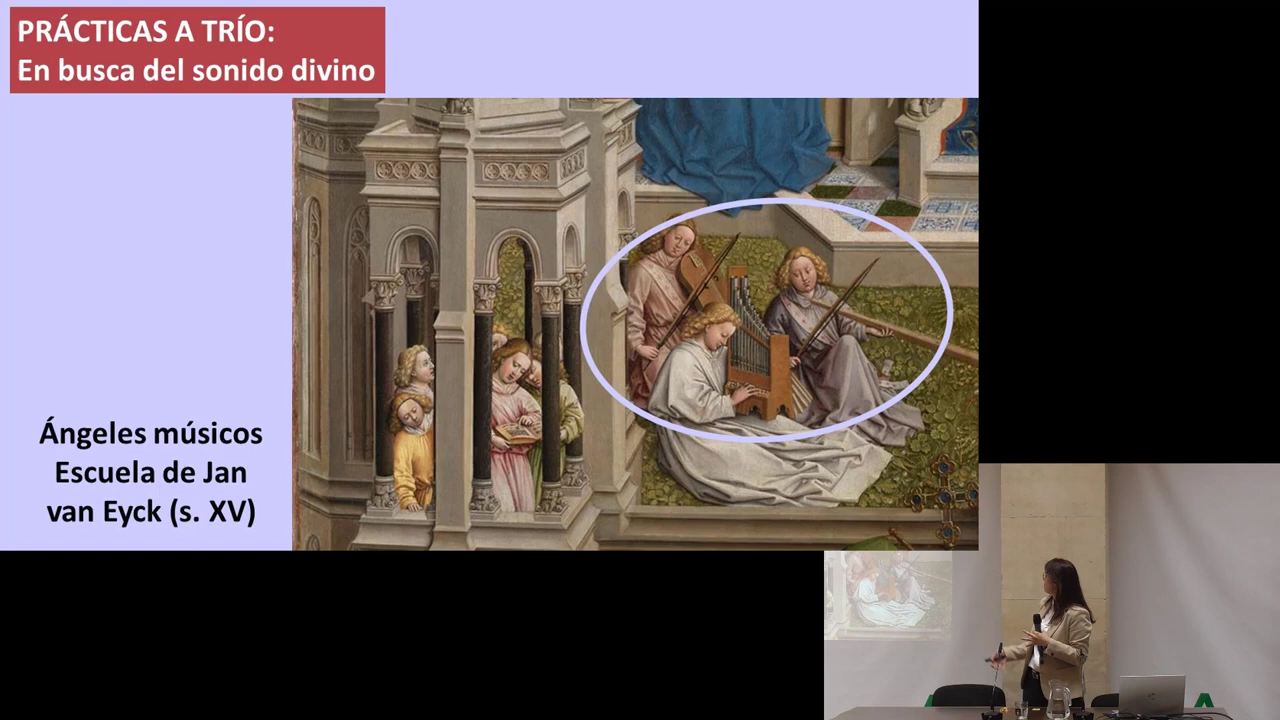 PRÁCTICAS A TRÍO:
En busca del sonido divino
Ángeles músicos
Escuela de Jan
van Eyck (s. XV)